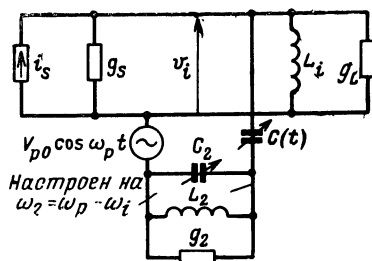 i_s
g_s
v_i
L_i
g_L
V_p0 cos ω_p t
C(t)
C_2
Настроен на
ω_2 = ω_p − ω_i
L_2
g_2